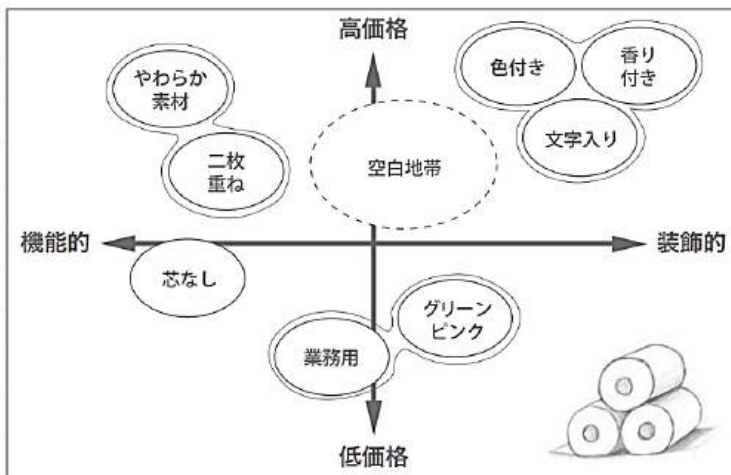 高価格
やわらか
素材
二枚
重ね
色付き
香り
付き
文字入り
空白地帯
機能的
装飾的
芯なし
グリーン
ピンク
業務用
低価格